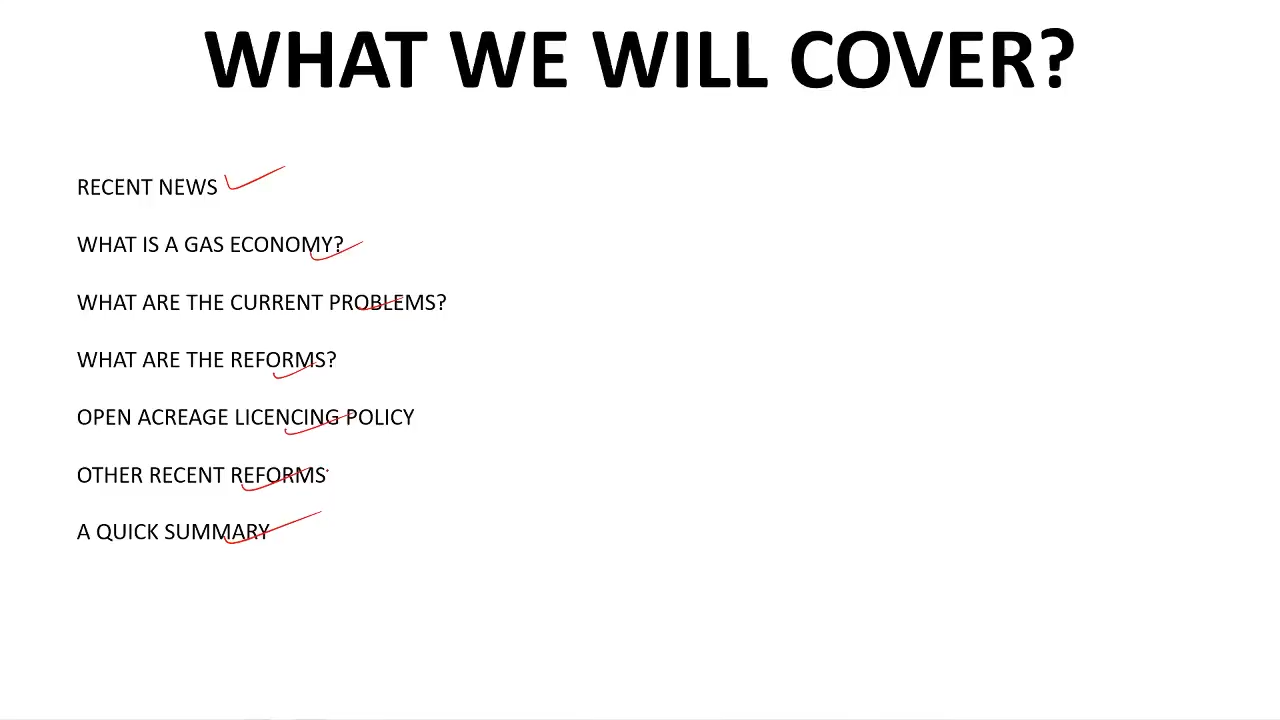 WHAT WE WILL COVER?
RECENT NEWS
WHAT IS A GAS ECONOMY?
WHAT ARE THE CURRENT PROBLEMS?
WHAT ARE THE REFORMS?
OPEN ACREAGE LICENCING POLICY
OTHER RECENT REFORMS
A QUICK SUMMARY